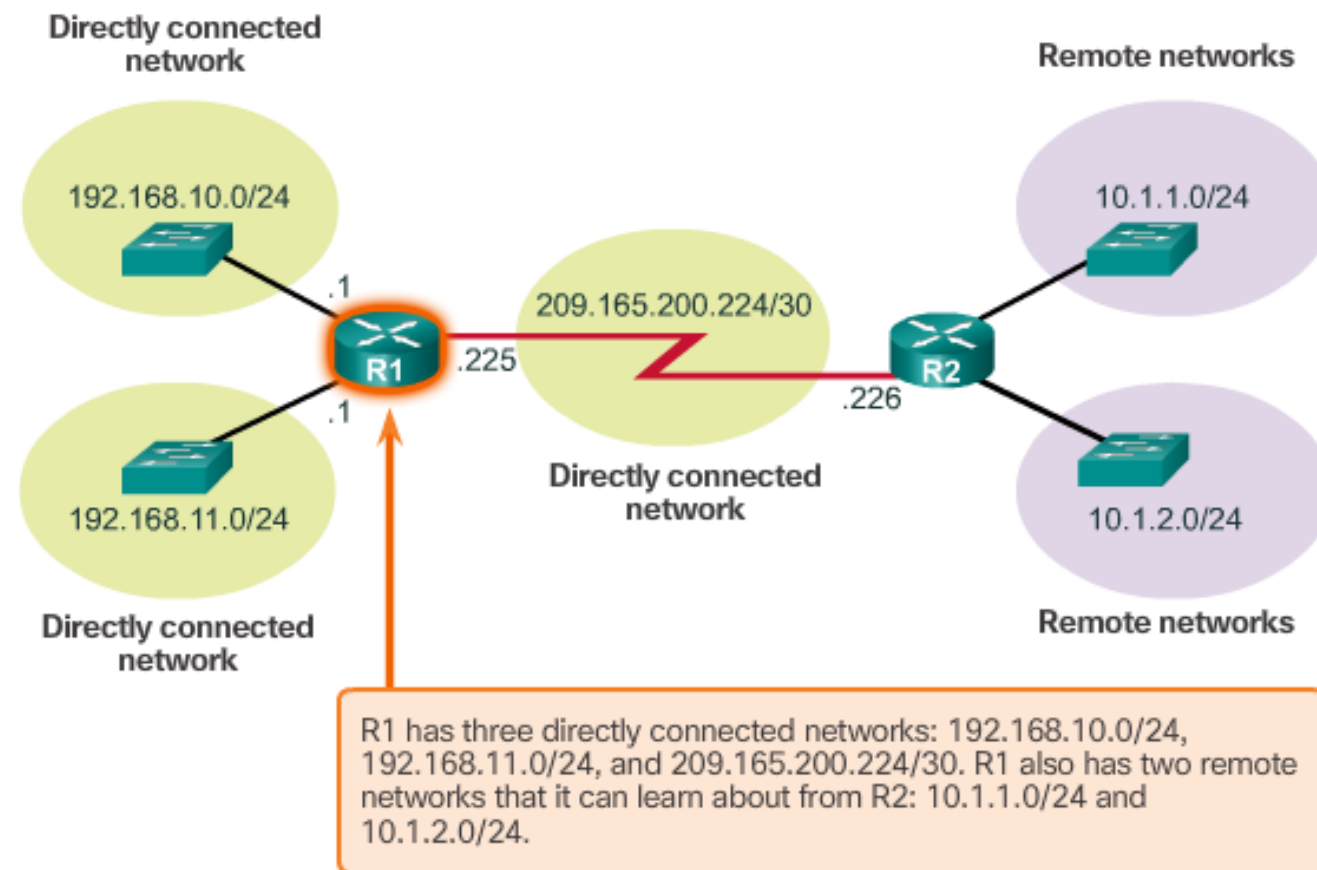 Directly connected
network
Remote networks
192.168.10.0/24
10.1.1.0/24
.1
209.165.200.224/30
R1
.225
R2
.226
.1
192.168.11.0/24
Directly connected
network
10.1.2.0/24
Directly connected
network
Remote networks
R1 has three directly connected networks: 192.168.10.0/24,
192.168.11.0/24, and 209.165.200.224/30. R1 also has two remote
networks that it can learn about from R2: 10.1.1.0/24 and
10.1.2.0/24.